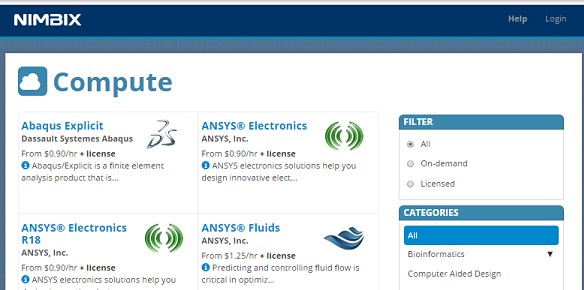 NIMBIX
Help Login
Compute
Abaqus Explicit
Dassault Systemes Abaqus
From $0.90/hr + license
Abaqus/Explicit is a finite element
analysis product that is...
ANSYS® Electronics
ANSYS, Inc.
From $0.90/hr + license
ANSYS electronics solutions help you
design innovative elect...
ANSYS® Electronics
R18
ANSYS, Inc.
From $0.90/hr + license
ANSYS electronics solutions help you
ANSYS® Fluids
ANSYS, Inc.
From $1.25/hr + license
Predicting and controlling fluid flow is
critical in optimiz...
FILTER
All
On-demand
Licensed
CATEGORIES
All
Bioinformatics
Computer Aided Design